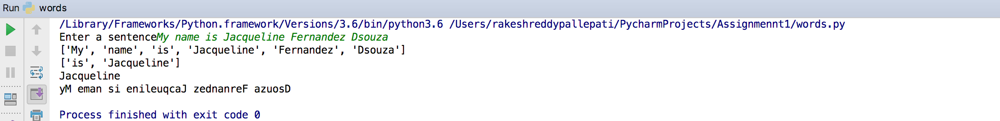 Run words
/Library/Frameworks/Python.framework/Versions/3.6/bin/python3.6 /Users/rakeshreddypallepati/PycharmProjects/Assignmennt1/words.py
Enter a sentenceMy name is Jacqueline Fernandez Dsouza
['My', 'name', 'is', 'Jacqueline', 'Fernandez', 'Dsouza']
['is', 'Jacqueline']
Jacqueline
yM eman si enileuqcaJ zednanreF azuosD
Process finished with exit code 0